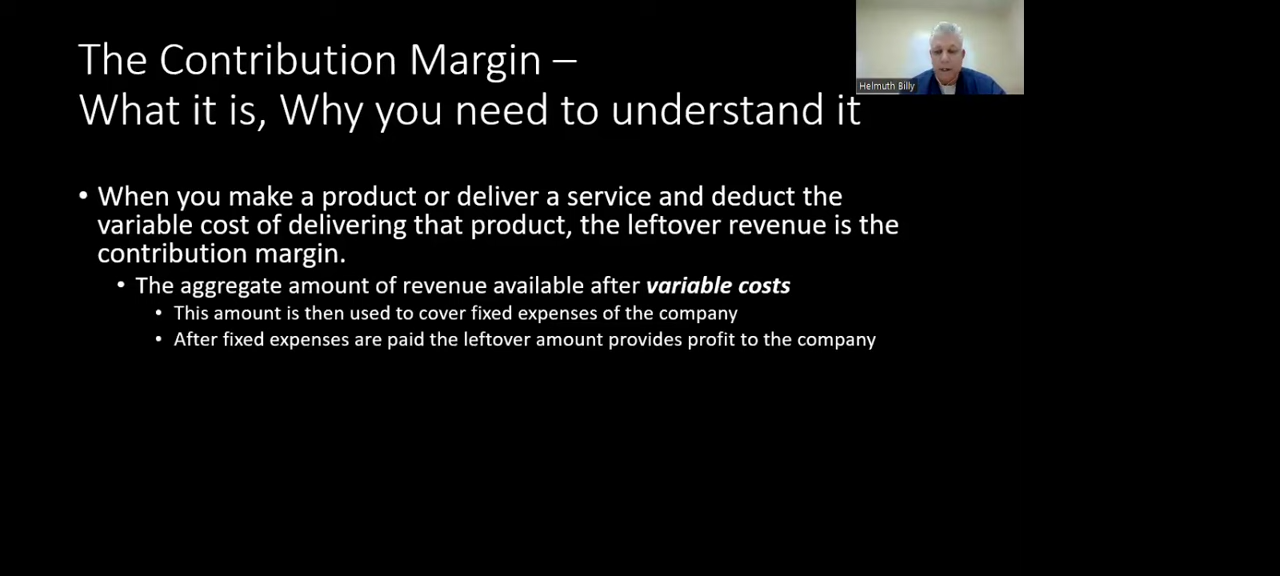 The Contribution Margin –
What it is, Why you need to understand it
Helmuth Billy
• When you make a product or deliver a service and deduct the
variable cost of delivering that product, the leftover revenue is the
contribution margin.
• The aggregate amount of revenue available after variable costs
• This amount is then used to cover fixed expenses of the company
• After fixed expenses are paid the leftover amount provides profit to the company